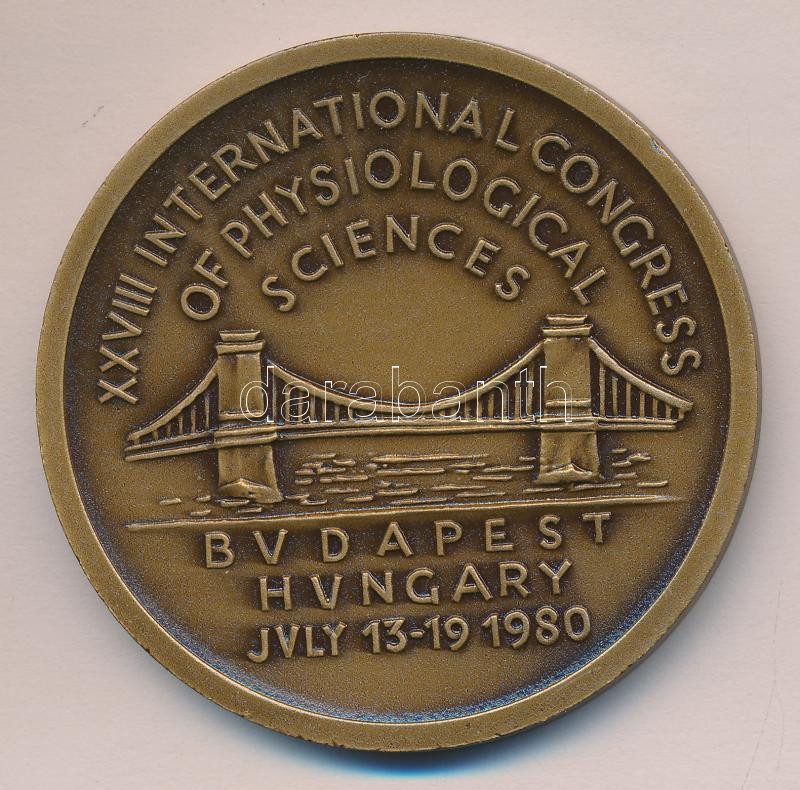 XXVIII INTERNATIONAL CONGRESS
OF PHYSIOLOGICAL
SCIENCES
darabanth
BVDAPEST
HVNGARY
JVLY 13-19 1980